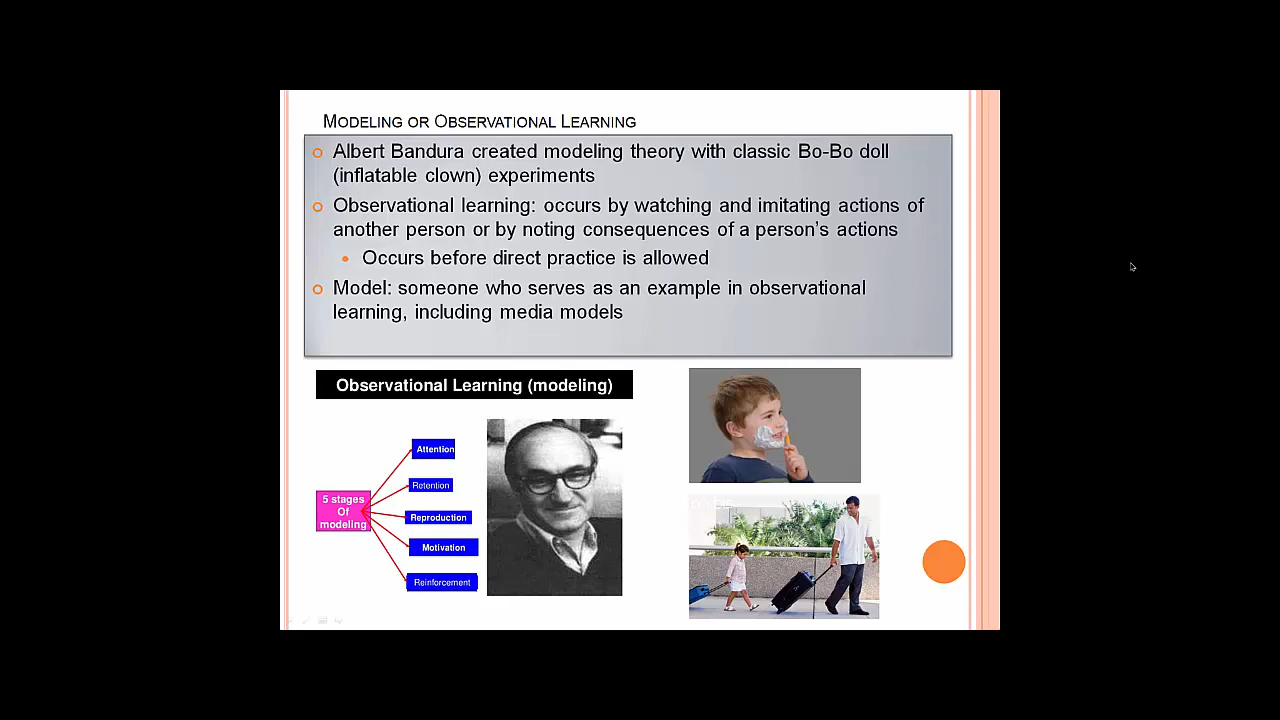 MODELING OR OBSERVATIONAL LEARNING
Albert Bandura created modeling theory with classic Bo-Bo doll
(inflatable clown) experiments
Observational learning: occurs by watching and imitating actions of
another person or by noting consequences of a person's actions
Occurs before direct practice is allowed
Model: someone who serves as an example in observational
learning, including media models
Observational Learning (modeling)
5 stages
Of
modeling
Attention
Retention
Reproduction
Motivation
Reinforcement